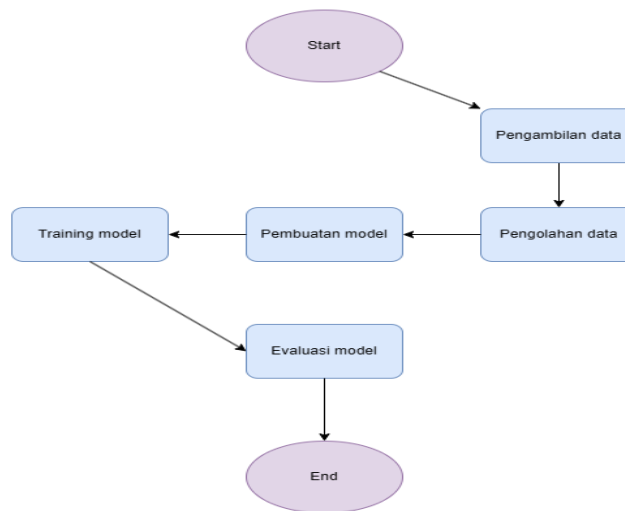 Start
Pengambilan data
Pengolahan data
Pembuatan model
Training model
Evaluasi model
End